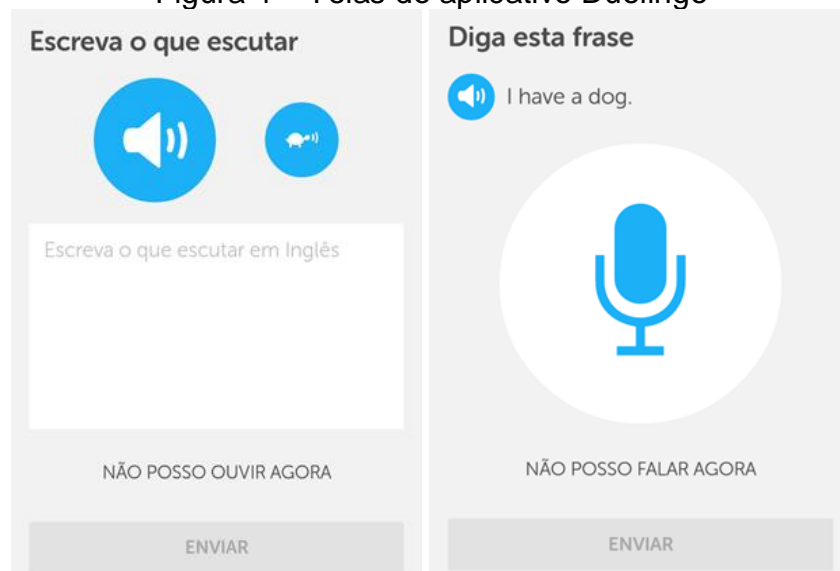 Escreva o que escutar
Escreva o que escutar em Inglês
NÃO POSSO OUVIR AGORA
ENVIAR
Diga esta frase
I have a dog.
NÃO POSSO FALAR AGORA
ENVIAR